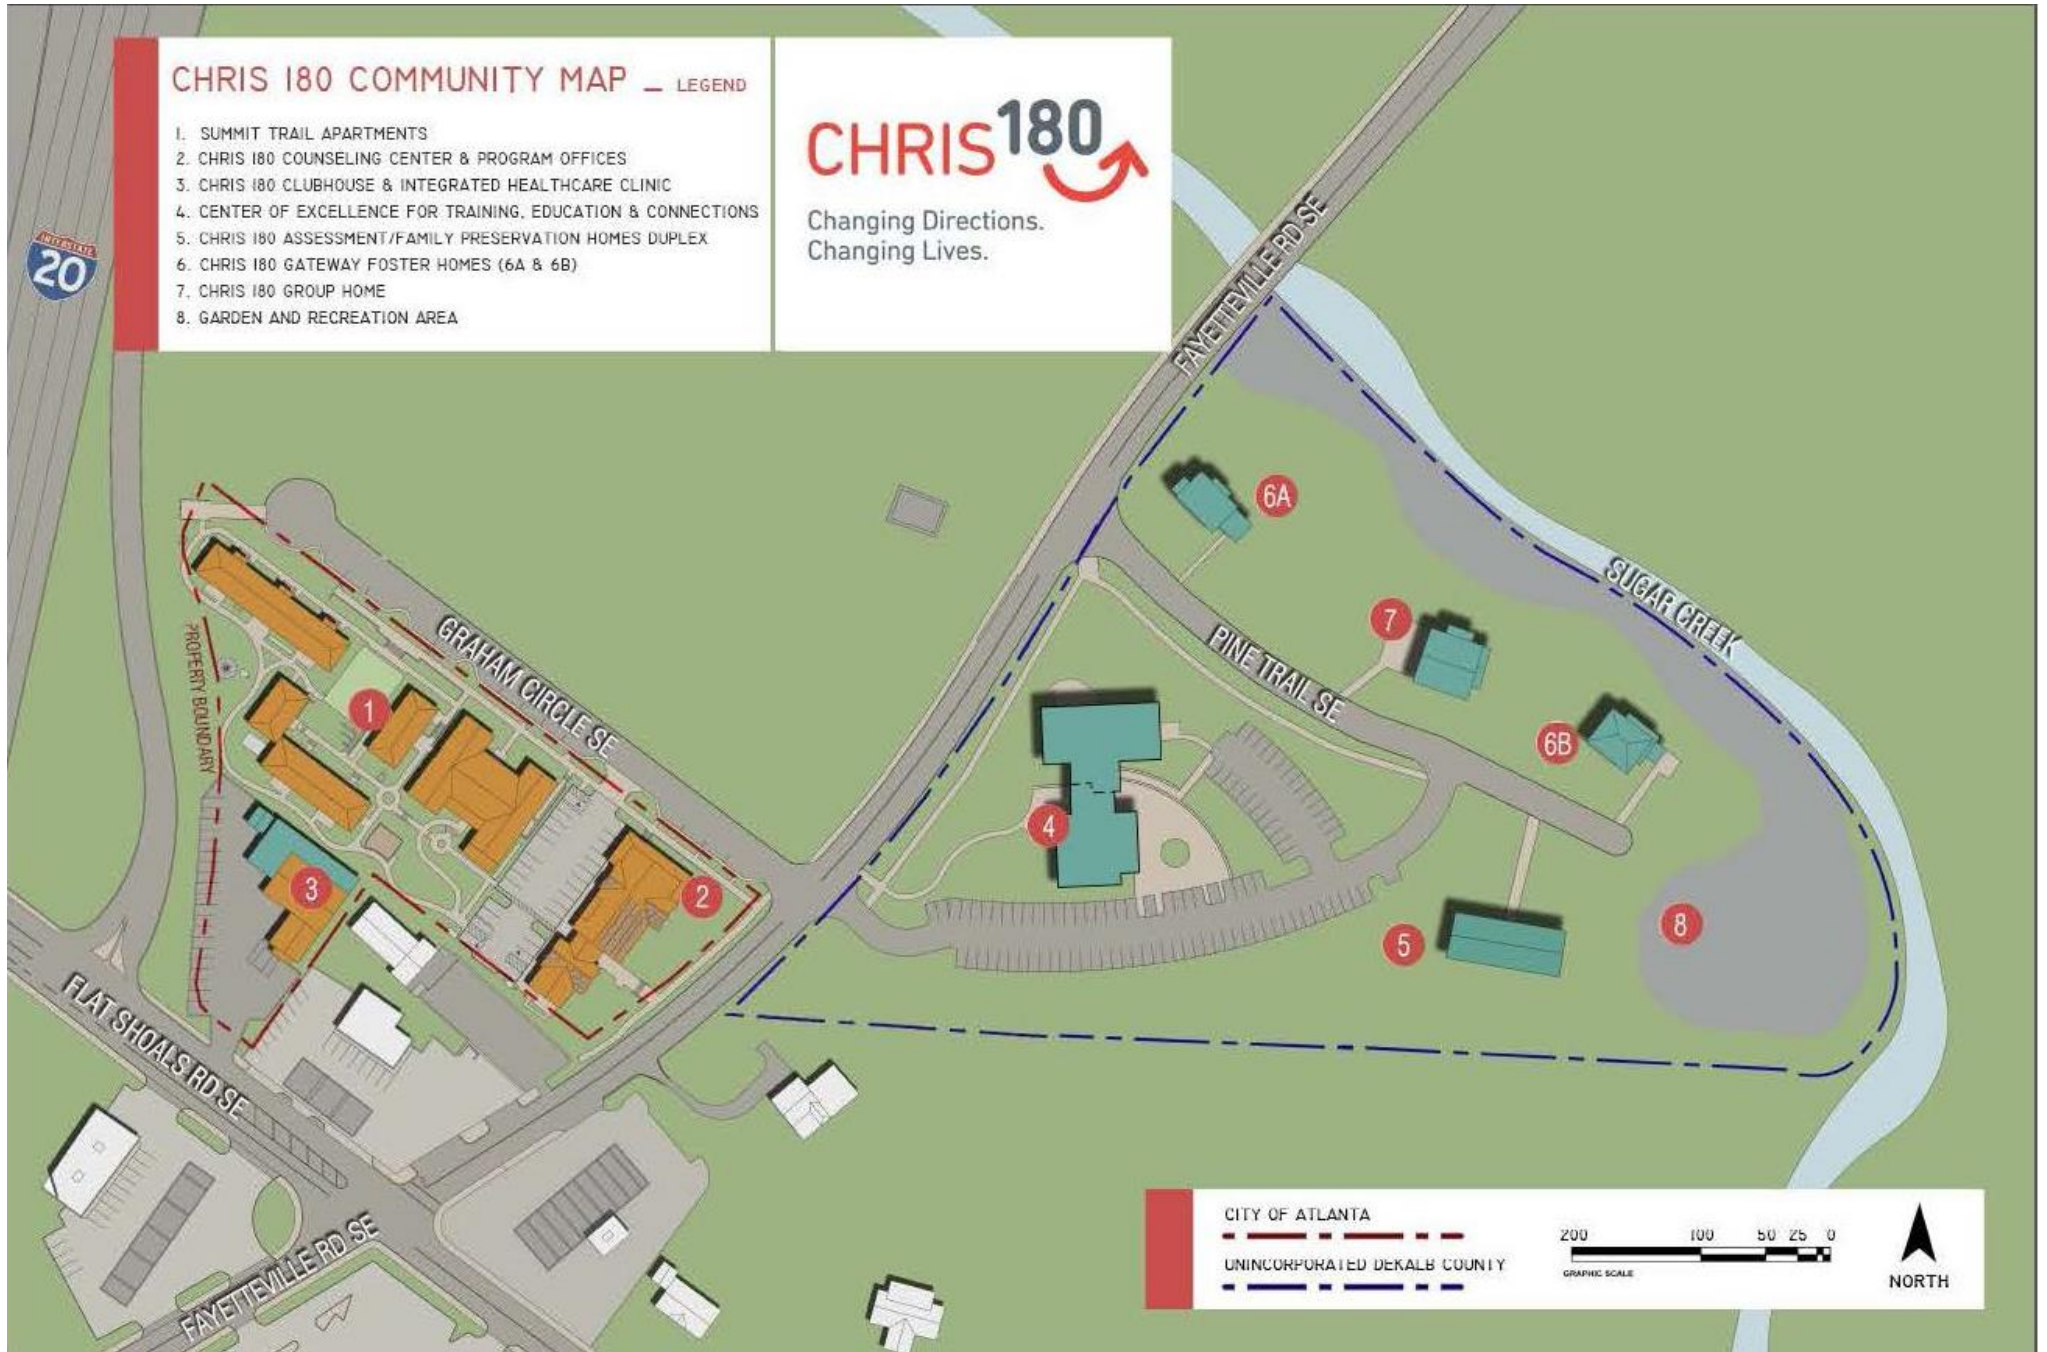 CHRIS 180 COMMUNITY MAP _ LEGEND
1. SUMMIT TRAIL APARTMENTS
2. CHRIS 180 COUNSELING CENTER & PROGRAM OFFICES
3. CHRIS 180 CLUBHOUSE & INTEGRATED HEALTHCARE CLINIC
4. CENTER OF EXCELLENCE FOR TRAINING, EDUCATION & CONNECTIONS
5. CHRIS 180 ASSESSMENT/FAMILY PRESERVATION HOMES DUPLEX
6. CHRIS 180 GATEWAY FOSTER HOMES (6A & 6B)
7. CHRIS 180 GROUP HOME
8. GARDEN AND RECREATION AREA
CHRIS180
Changing Directions.
Changing Lives.
INTERSTATE
20
FAYETTEVILLE RD SE
6A
SUGAR CREEK
7
PINE TRAIL SE
6B
GRAHAM CIRCLE SE
PROPERTY BOUNDARY
1
4
3
2
5
8
FLAT SHOALS RD SE
FAYETTEVILLE RD SE
CITY OF ATLANTA
UNINCORPORATED DEKALB COUNTY
200 100 50 25 0
GRAPHIC SCALE
NORTH